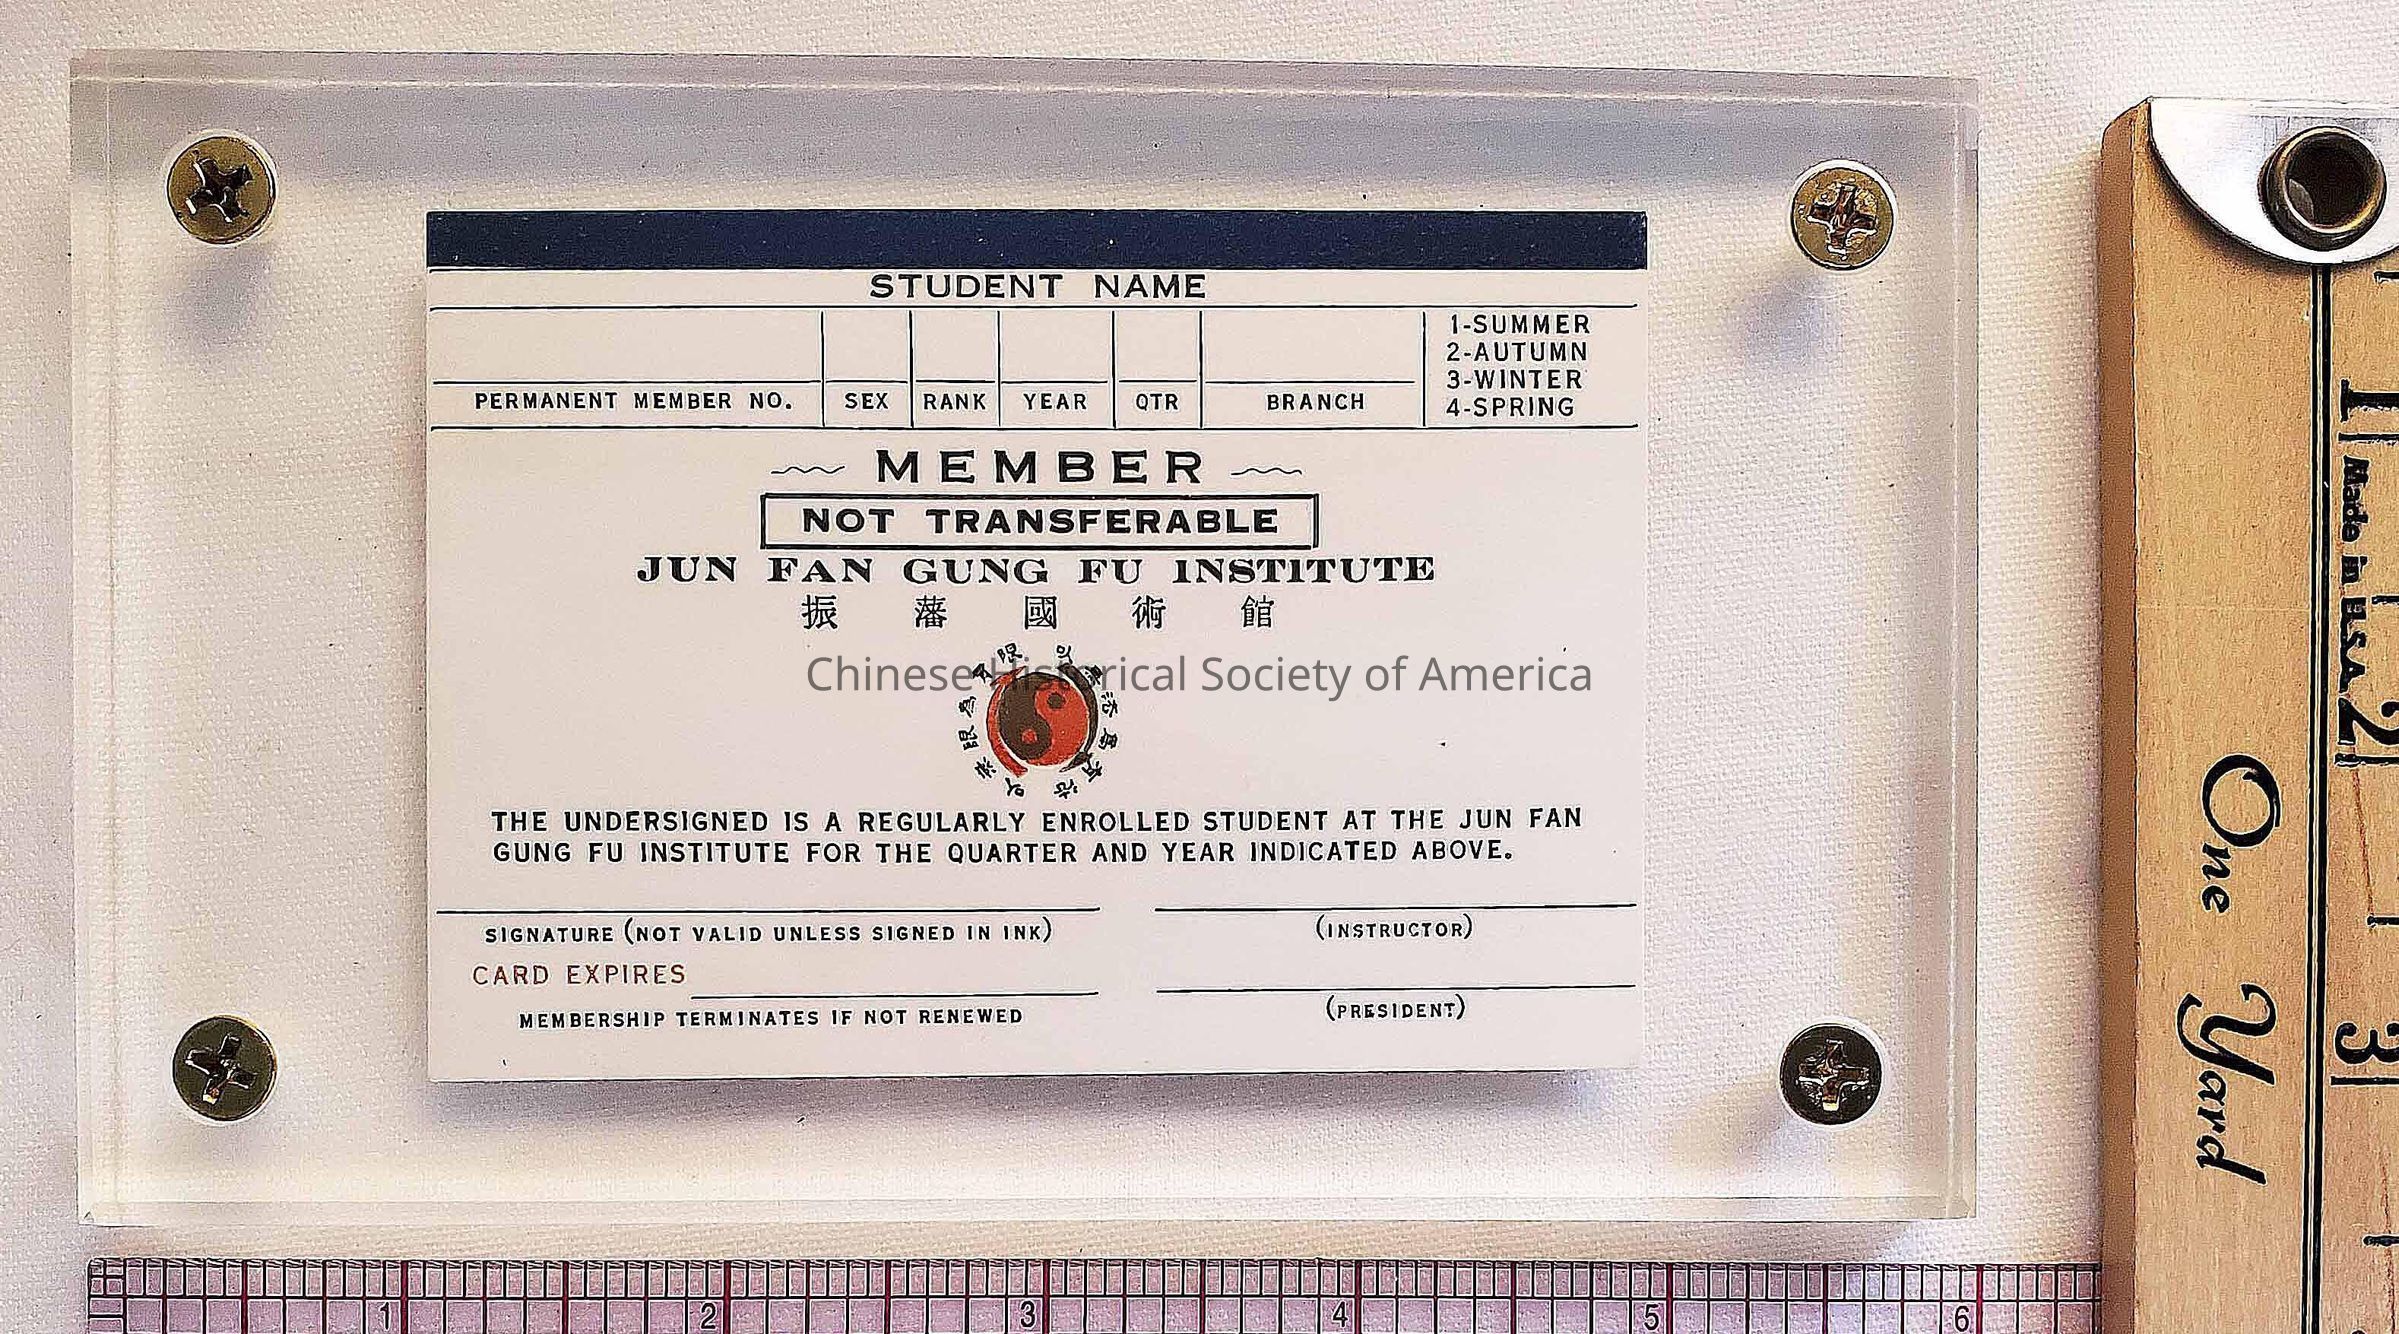 STUDENT NAME
PERMANENT MEMBER NO. SEX RANK YEAR QTR BRANCH
1-SUMMER
2-AUTUMN
3-WINTER
4-SPRING
MEMBER
NOT TRANSFERABLE
JUN FAN GUNG FU INSTITUTE
振藩國術館
Chinese Historical Society of America
THE UNDERSIGNED IS A REGULARLY ENROLLED STUDENT AT THE JUN FAN
GUNG FU INSTITUTE FOR THE QUARTER AND YEAR INDICATED ABOVE.
SIGNATURE (NOT VALID UNLESS SIGNED IN INK)
(INSTRUCTOR)
CARD EXPIRES
MEMBERSHIP TERMINATES IF NOT RENEWED
(PRESIDENT)
1 2 3 4 5 6
1 2 3
Made in U.S.A.
One Yard